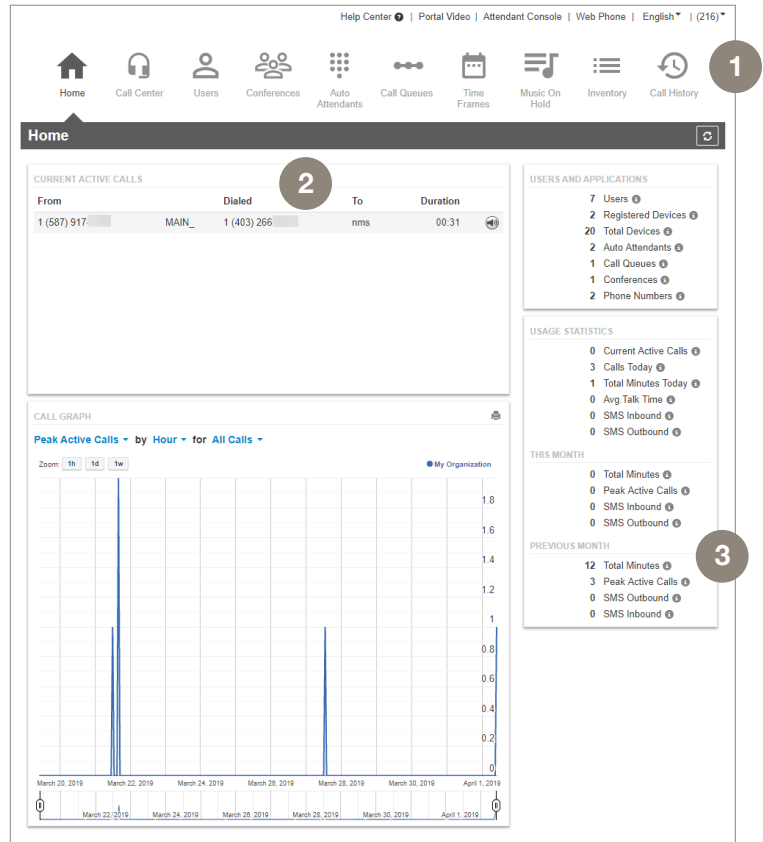 Help Center | Portal Video | Attendant Console | Web Phone | English | (216)
1
Home
Call Center
Users
Conferences
Auto
Attendants
Call Queues
Time
Frames
Music On
Hold
Inventory
Call History
Home
CURRENT ACTIVE CALLS
2
From Dialed To Duration
1 (587) 917- MAIN_ 1 (403) 266 nms 00:31
USERS AND APPLICATIONS
7 Users
2 Registered Devices
20 Total Devices
2 Auto Attendants
1 Call Queues
1 Conferences
2 Phone Numbers
USAGE STATISTICS
0 Current Active Calls
3 Calls Today
1 Total Minutes Today
0 Avg.Talk Time
0 SMS Inbound
0 SMS Outbound
THIS MONTH
0 Total Minutes
0 Peak Active Calls
0 SMS Inbound
0 SMS Outbound
PREVIOUS MONTH
3
12 Total Minutes
3 Peak Active Calls
0 SMS Outbound
0 SMS Inbound
CALL GRAPH
Peak Active Calls by Hour for All Calls
Zoom: 1h 1d 1w My Organization
1.8
1.6
1.4
1.2
1
0.8
0.6
0.4
0.2
0
March 20, 2019 March 22, 2019 March 24, 2019 March 26, 2019 March 28, 2019 March 30, 2019 April 1, 2019
March 22, 2019 March 24, 2019 March 26, 2019 March 28, 2019 March 30, 2019 April 1, 2019